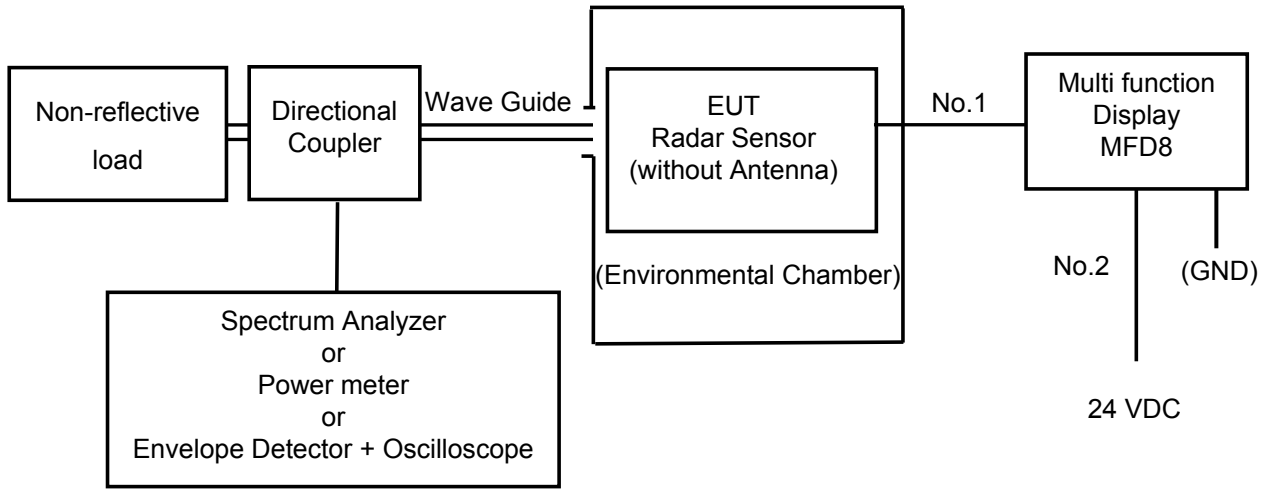 Non-reflective
load
Directional
Coupler
Wave Guide
EUT
Radar Sensor
(without Antenna)
(Environmental Chamber)
No.1
Multi function
Display
MFD8
No.2
(GND)
24 VDC
Spectrum Analyzer
or
Power meter
or
Envelope Detector + Oscilloscope